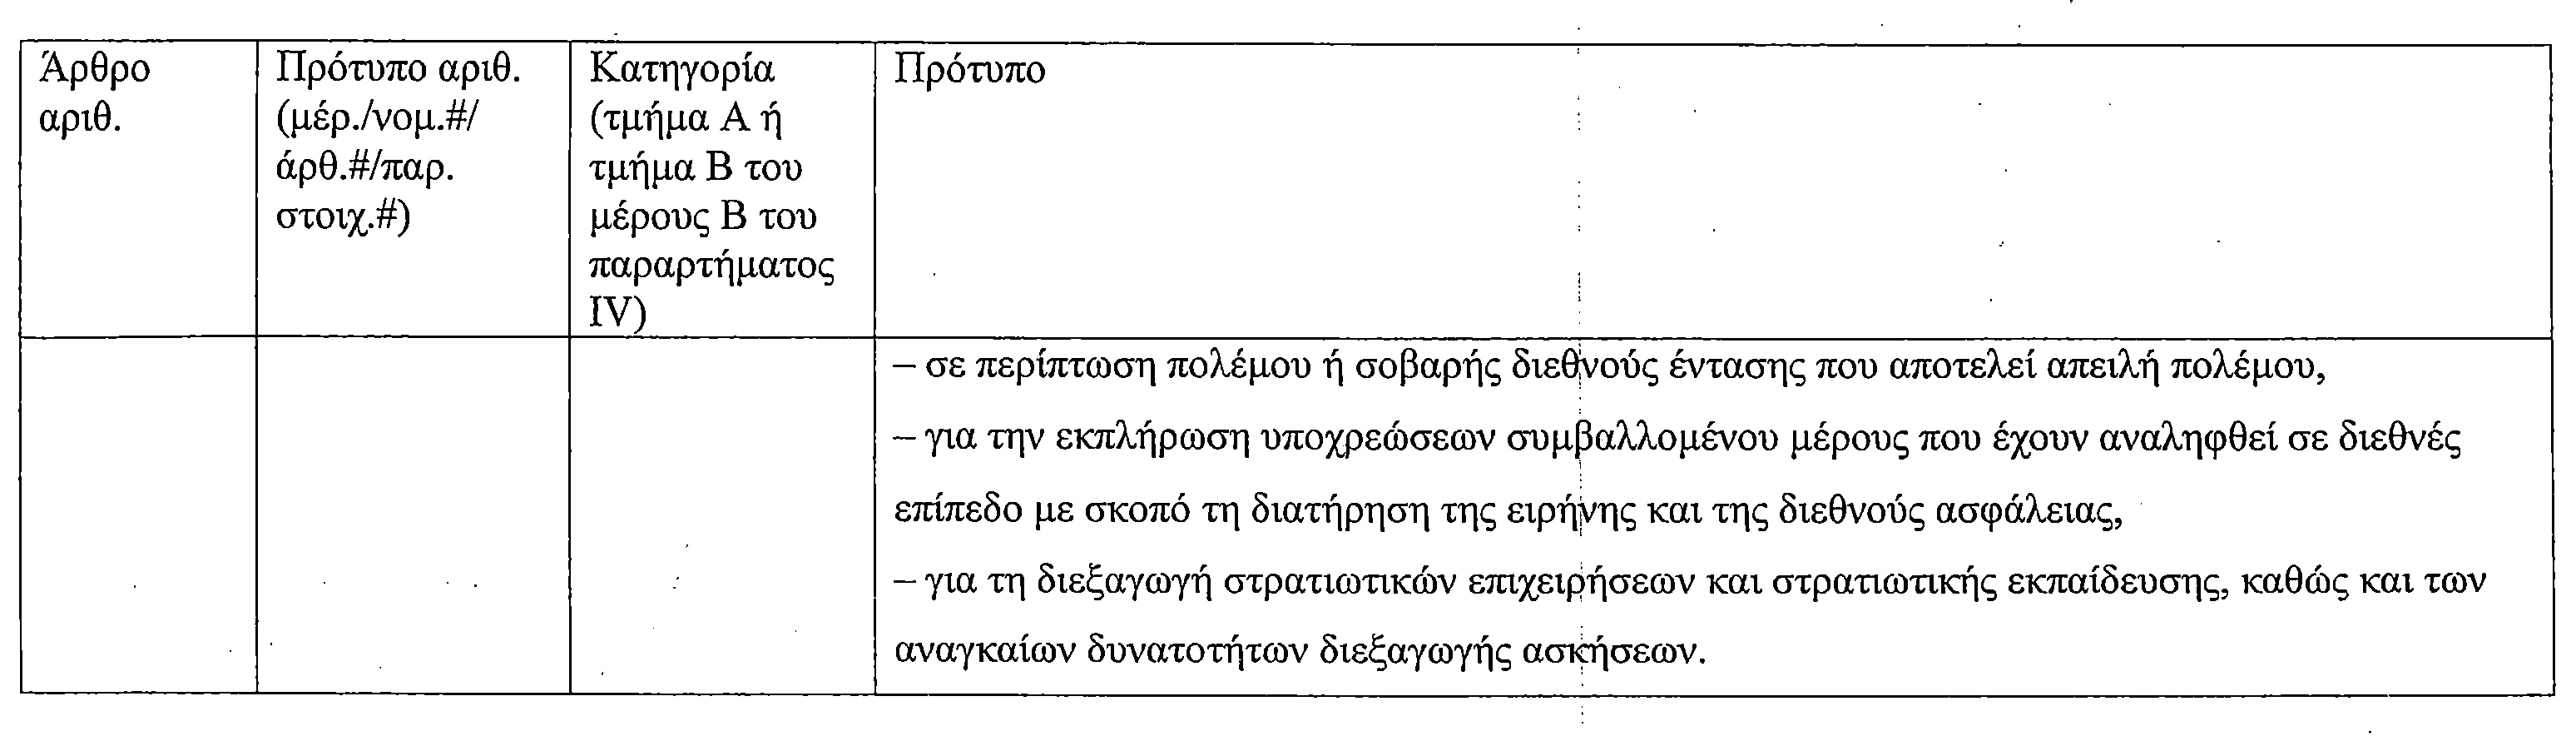 Άρθρο
αριθ.
Πρότυπο αριθ.
(μέρ./νομ.#/
άρθ.#/παρ.
στοιχ.#)
Κατηγορία
(τμήμα Α ή
τμήμα Β του
μέρους Β του
παραρτήματος
IV)
Πρότυπο
– σε περίπτωση πολέμου ή σοβαρής διεθνούς έντασης που αποτελεί απειλή πολέμου,
– για την εκπλήρωση υποχρεώσεων συμβαλλομένου μέρους που έχουν αναληφθεί σε διεθνές
επίπεδο με σκοπό τη διατήρηση της ειρήνης και της διεθνούς ασφάλειας,
– για τη διεξαγωγή στρατιωτικών επιχειρήσεων και στρατιωτικής εκπαίδευσης, καθώς και των
αναγκαίων δυνατοτήτων διεξαγωγής ασκήσεων.